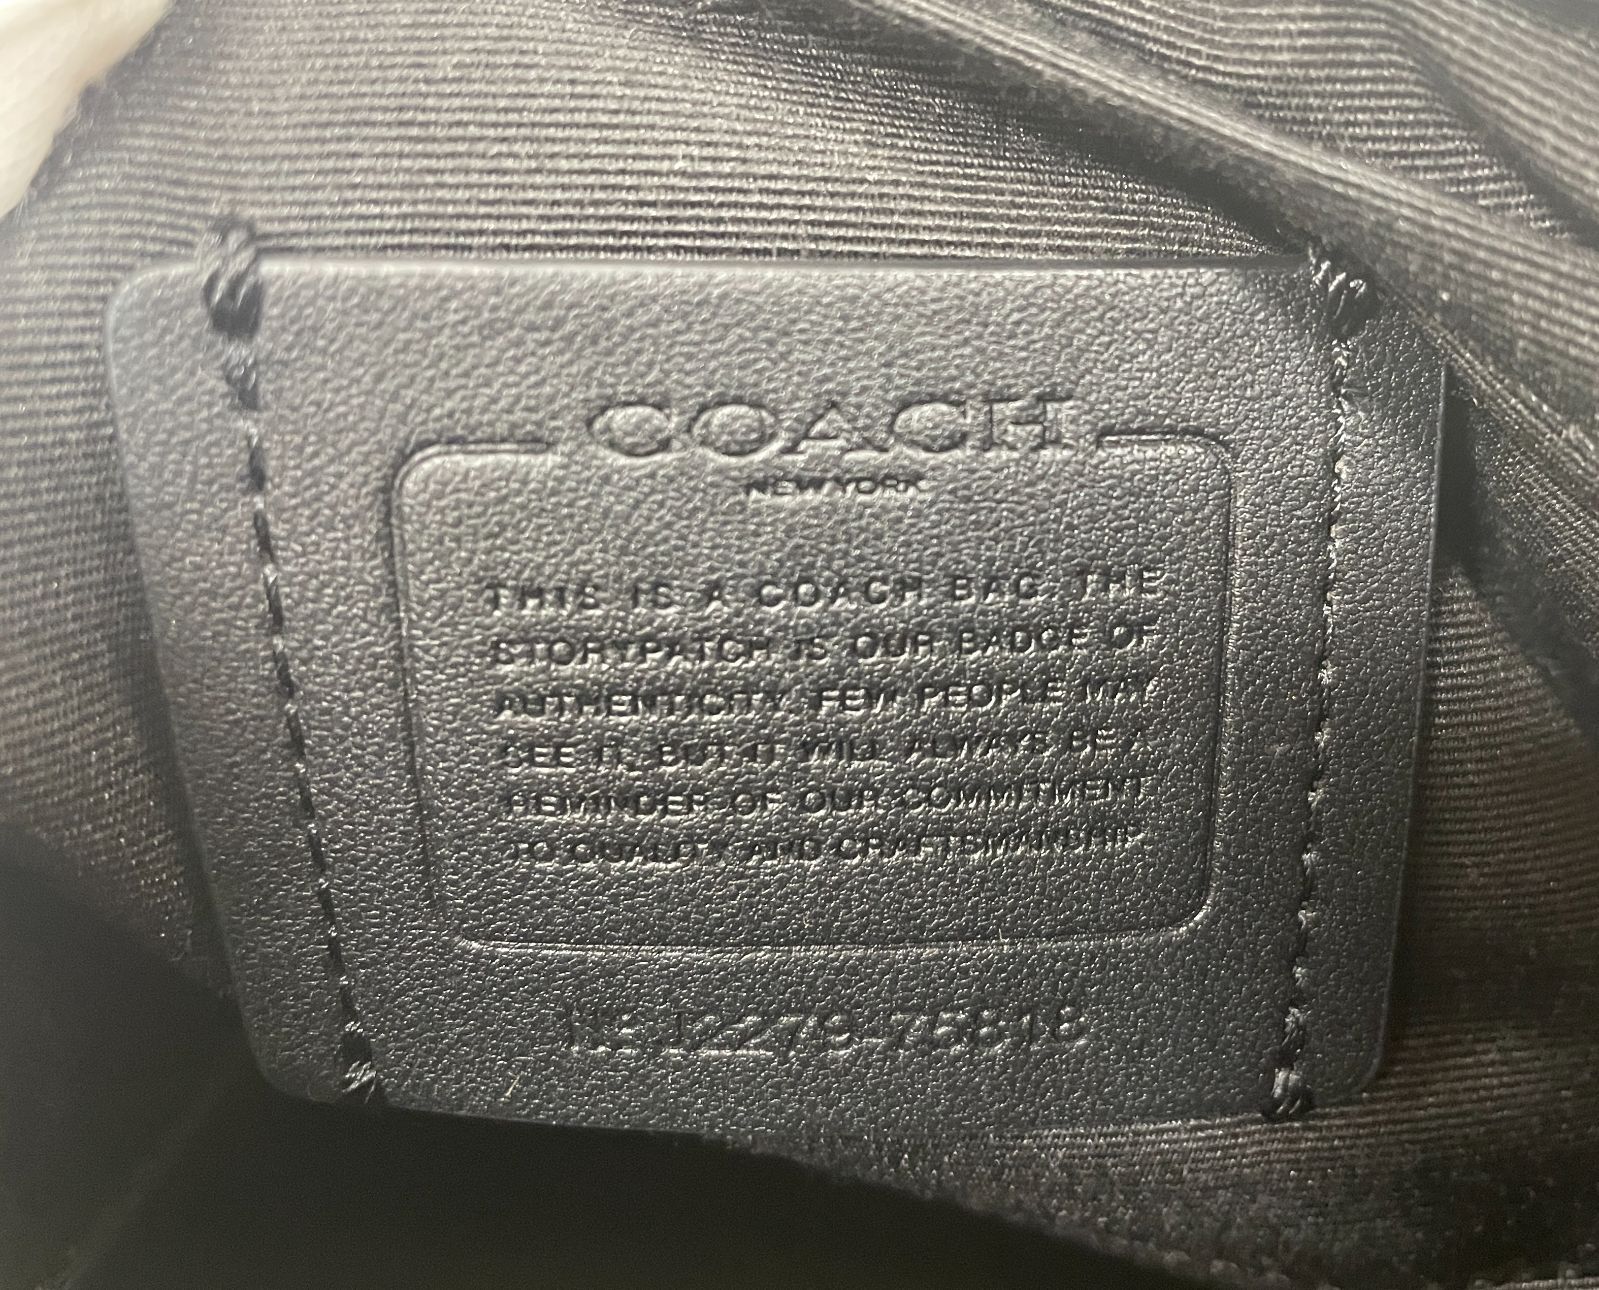 COACH
NEW YORK
THIS IS A COACH BAG. THE
STORYPATCH IS OUR BADGE OF
AUTHENTICITY. FEW PEOPLE MAY
SEE IT, BUT IT WILL ALWAYS BE A
REMINDER OF OUR COMMITMENT
TO QUALITY AND CRAFTSMANSHIP.